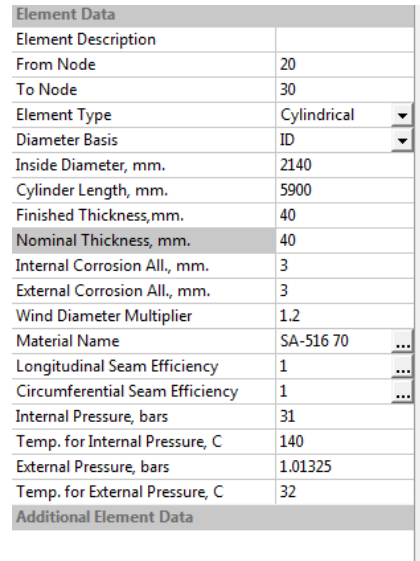 Element Data
Element Description
From Node 20
To Node 30
Element Type Cylindrical
Diameter Basis ID
Inside Diameter, mm. 2140
Cylinder Length, mm. 5900
Finished Thickness,mm. 40
Nominal Thickness, mm. 40
Internal Corrosion All., mm. 3
External Corrosion All., mm. 3
Wind Diameter Multiplier 1.2
Material Name SA-516 70 ...
Longitudinal Seam Efficiency 1 ...
Circumferential Seam Efficiency 1 ...
Internal Pressure, bars 31
Temp. for Internal Pressure, C 140
External Pressure, bars 1.01325
Temp. for External Pressure, C 32
Additional Element Data